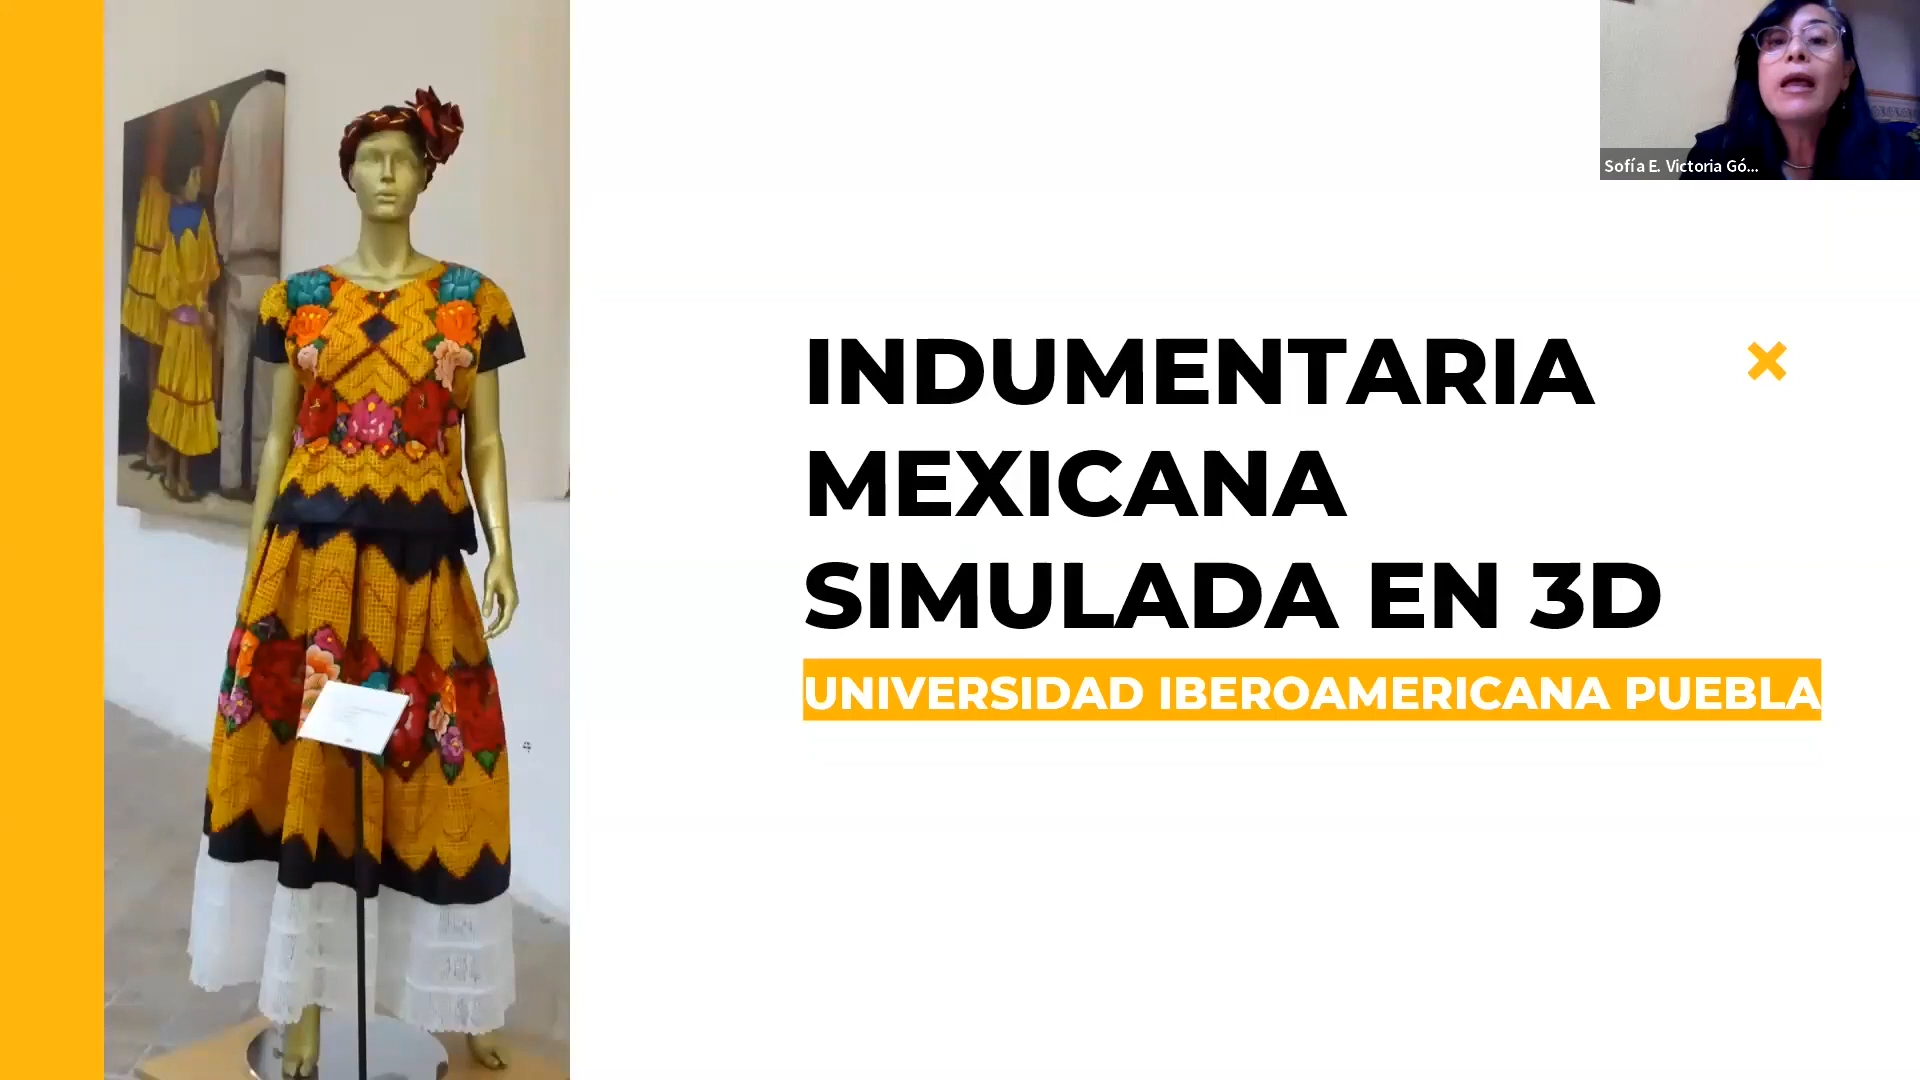 Sofía E. Victoria Gó...
INDUMENTARIA
MEXICANA
SIMULADA EN 3D
UNIVERSIDAD IBEROAMERICANA PUEBLA